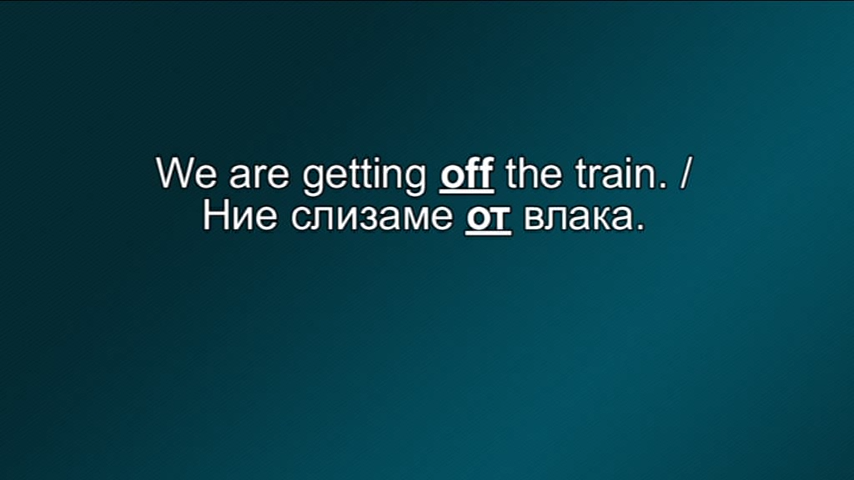 We are getting off the train. /
Ние слизаме от влака.